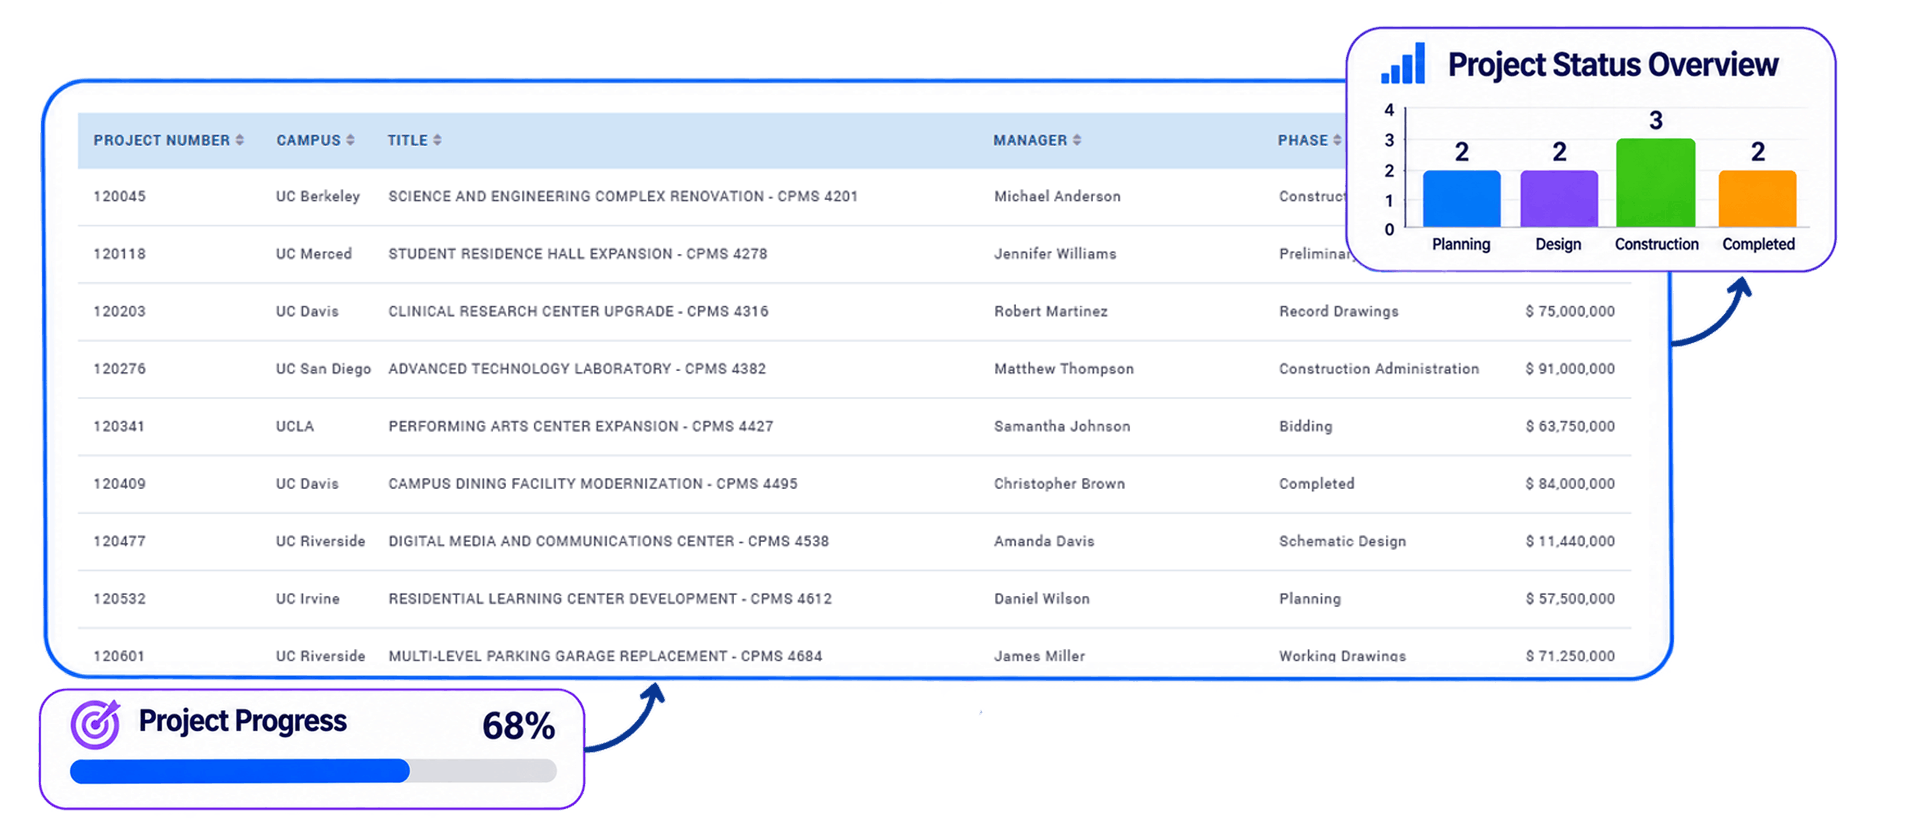 Project Status Overview
4
3
2
1
0
2
2
3
2
Planning Design Construction Completed
PROJECT NUMBER CAMPUS TITLE MANAGER PHASE
120045 UC Berkeley SCIENCE AND ENGINEERING COMPLEX RENOVATION - CPMS 4201 Michael Anderson
120118 UC Merced STUDENT RESIDENCE HALL EXPANSION - CPMS 4278 Jennifer Williams
120203 UC Davis CLINICAL RESEARCH CENTER UPGRADE - CPMS 4316 Robert Martinez Record Drawings $ 75,000,000
120276 UC San Diego ADVANCED TECHNOLOGY LABORATORY - CPMS 4382 Matthew Thompson Construction Administration $ 91,000,000
120341 UCLA PERFORMING ARTS CENTER EXPANSION - CPMS 4427 Samantha Johnson Bidding $ 63,750,000
120409 UC Davis CAMPUS DINING FACILITY MODERNIZATION - CPMS 4495 Christopher Brown Completed $ 84,000,000
120477 UC Riverside DIGITAL MEDIA AND COMMUNICATIONS CENTER - CPMS 4538 Amanda Davis Schematic Design $ 11,440,000
120532 UC Irvine RESIDENTIAL LEARNING CENTER DEVELOPMENT - CPMS 4612 Daniel Wilson Planning $ 57,500,000
120601 UC Riverside MULTI-LEVEL PARKING GARAGE REPLACEMENT - CPMS 4684 James Miller Working Drawings $ 71,250,000
Project Progress 68%